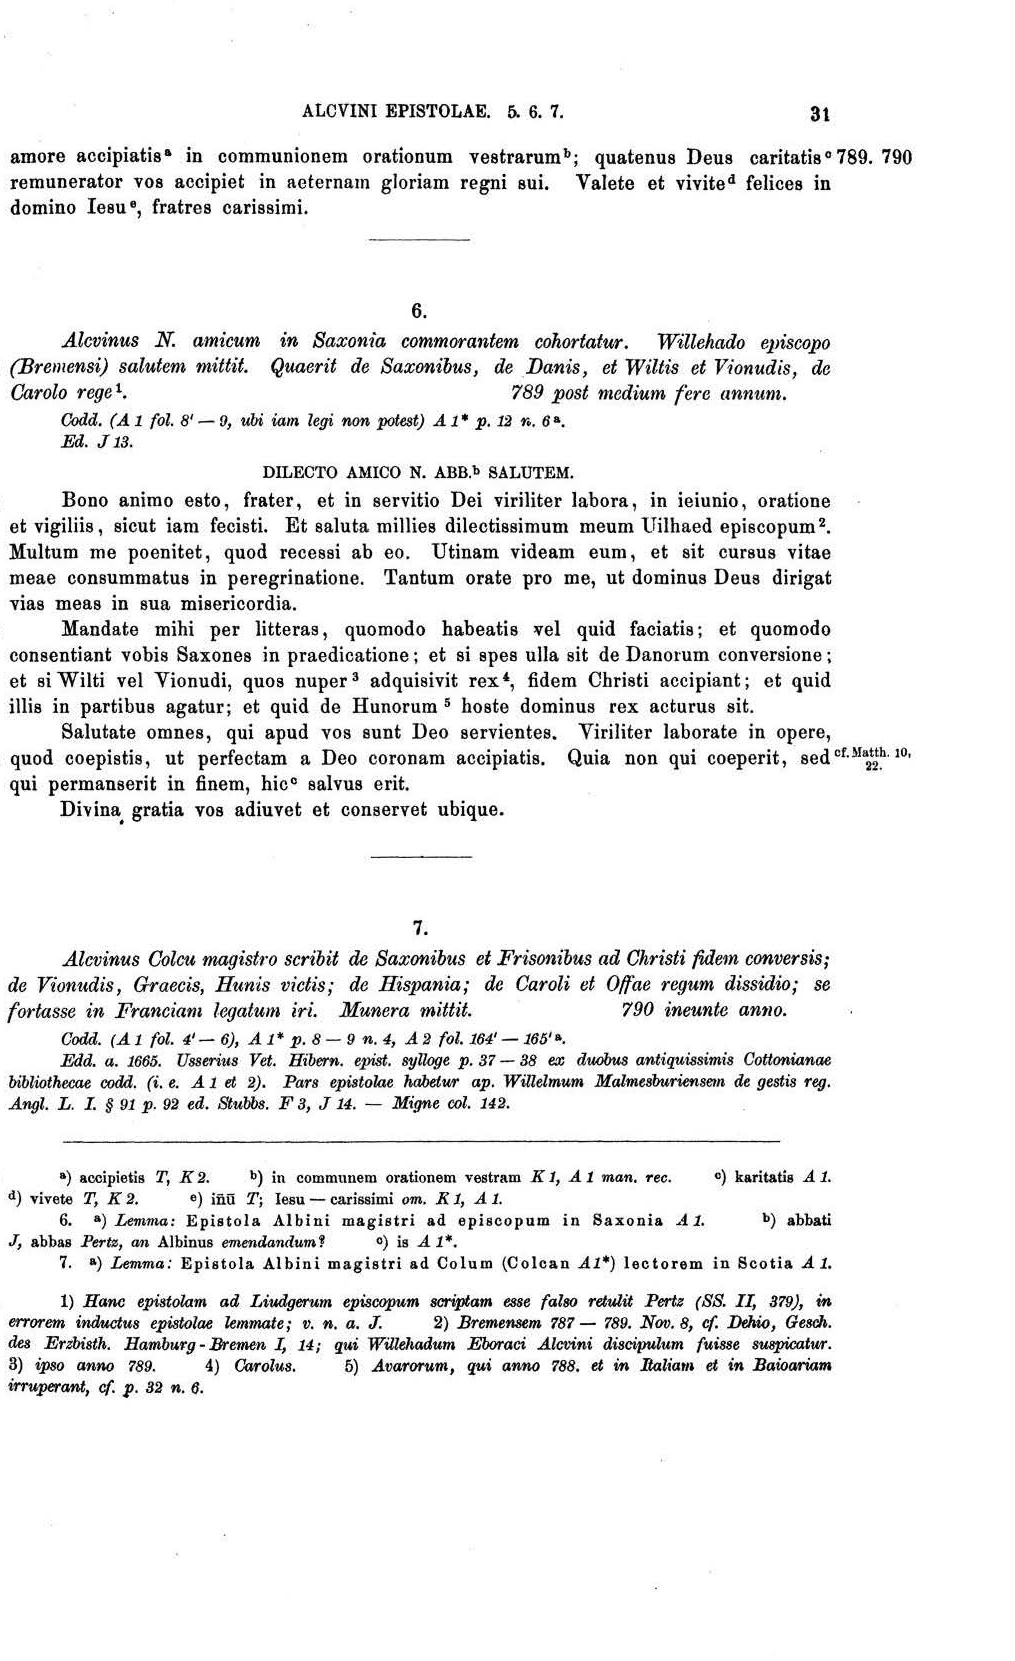 ALCVINI EPISTOLAE. 5. 6. 7. 31
amore accipiatis a in communionem orationum vestrarum b; quatenus Deus caritatis c 789. 790
remunerator vos accipiet in aeternam gloriam regni sui. Valete et vivite d felices in
domino Iesu e, fratres carissimi.
6.
Alcvinus N. amicum in Saxonia commorantem cohortatur. Willehado episcopo
(Bremensi) salutem mittit. Quaerit de Saxonibus, de Danis, et Wiltis et Vionudis, de
Carolo rege 1. 789 post medium fere annum.
Codd. (A 1 fol. 8' — 9, ubi iam legi non potest) A 1* p. 12 n. 6 a.
Ed. J 13.
DILECTO AMICO N. ABB. b SALUTEM.
Bono animo esto, frater, et in servitio Dei viriliter labora, in ieiunio, oratione
et vigiliis, sicut iam fecisti. Et saluta millies dilectissimum meum Uilhaed episcopum 2.
Multum me poenitet, quod recessi ab eo. Utinam videam eum, et sit cursus vitae
meae consummatus in peregrinatione. Tantum orate pro me, ut dominus Deus dirigat
vias meas in sua misericordia.
Mandate mihi per litteras, quomodo habeatis vel quid faciatis; et quomodo
consentiant vobis Saxones in praedicatione; et si spes ulla sit de Danorum conversione;
et si Wilti vel Vionudi, quos nuper 3 adquisivit rex 4, fidem Christi accipiant; et quid
illis in partibus agatur; et quid de Hunorum 5 hoste dominus rex acturus sit.
Salutate omnes, qui apud vos sunt Deo servientes. Viriliter laborate in opere,
quod coepistis, ut perfectam a Deo coronam accipiatis. Quia non qui coeperit, sed cf. Matth. 10, 22.
qui permanserit in finem, hic c salvus erit.
Divina gratia vos adiuvet et conservet ubique.
7.
Alcvinus Colcu magistro scribit de Saxonibus et Frisonibus ad Christi fidem conversis;
de Vionudis, Graecis, Hunis victis; de Hispania; de Caroli et Offae regum dissidio; se
fortasse in Franciam legatum iri. Munera mittit. 790 ineunte anno.
Codd. (A 1 fol. 4' — 6), A 1* p. 8 — 9 n. 4, A 2 fol. 164' — 165' a.
Edd. a. 1665. Usserius Vet. Hibern. epist. sylloge p. 37 — 38 ex duobus antiquissimis Cottonianae
bibliothecae codd. (i. e. A 1 et 2). Pars epistolae habetur ap. Willelmum Malmesburiensem de gestis reg.
Angl. L. I. § 91 p. 92 ed. Stubbs. F 3, J 14. — Migne col. 142.
a) accipietis T, K 2. b) in communem orationem vestram K 1, A 1 man. rec. c) karitatis A 1.
d) vivete T, K 2. e) iñū T; Iesu — carissimi om. K 1, A 1.
6. a) Lemma: Epistola Albini magistri ad episcopum in Saxonia A 1. b) abbati
J, abbas Pertz, an Albinus emendandum? c) is A 1*.
7. a) Lemma: Epistola Albini magistri ad Colum (Colcan A1*) lectorem in Scotia A 1.
1) Hanc epistolam ad Liudgerum episcopum scriptam esse falso retulit Pertz (SS. II, 379), in
errorem inductus epistolae lemmate; v. n. a. J. 2) Bremensem 787 — 789. Nov. 8, cf. Dehio, Gesch.
des Erzbisth. Hamburg-Bremen I, 14; qui Willehadum Eboraci Alcvini discipulum fuisse suspicatur.
3) ipso anno 789. 4) Carolus. 5) Avarorum, qui anno 788. et in Italiam et in Baioariam
irruperant, cf. p. 32 n. 6.